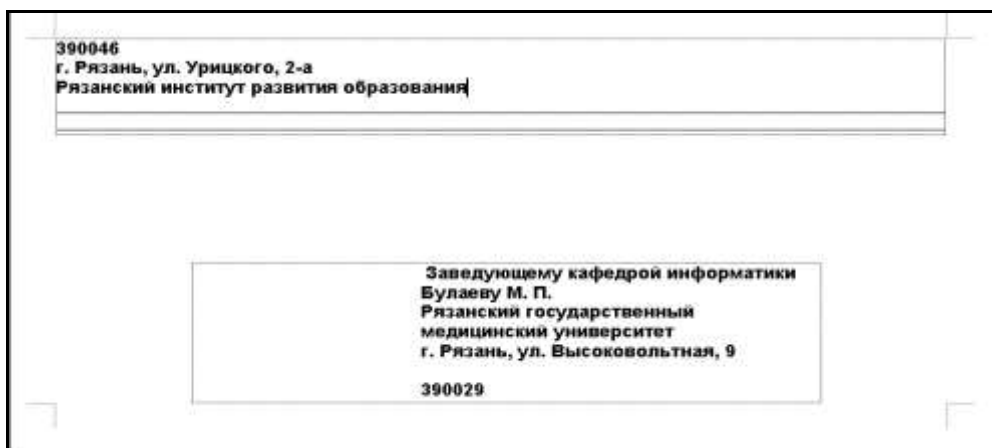 390046
г. Рязань, ул. Урицкого, 2-а
Рязанский институт развития образования
Заведующему кафедрой информатики
Булаеву М. П.
Рязанский государственный
медицинский университет
г. Рязань, ул. Высоковольтная, 9
390029